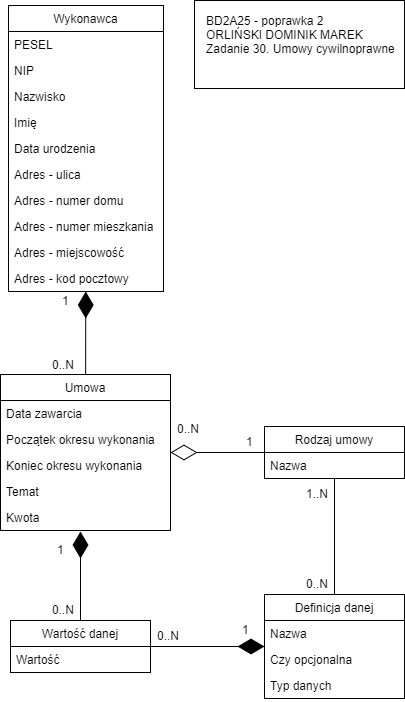 BD2A25 - poprawka 2
ORLIŃSKI DOMINIK MAREK
Zadanie 30. Umowy cywilnoprawne
Wykonawca
PESEL
NIP
Nazwisko
Imię
Data urodzenia
Adres - ulica
Adres - numer domu
Adres - numer mieszkania
Adres - miejscowość
Adres - kod pocztowy
1
0..N
Umowa
Data zawarcia
Początek okresu wykonania
Koniec okresu wykonania
Temat
Kwota
0..N
1
Rodzaj umowy
Nazwa
1..N
0..N
1
0..N
Wartość danej
Wartość
0..N
1
Definicja danej
Nazwa
Czy opcjonalna
Typ danych